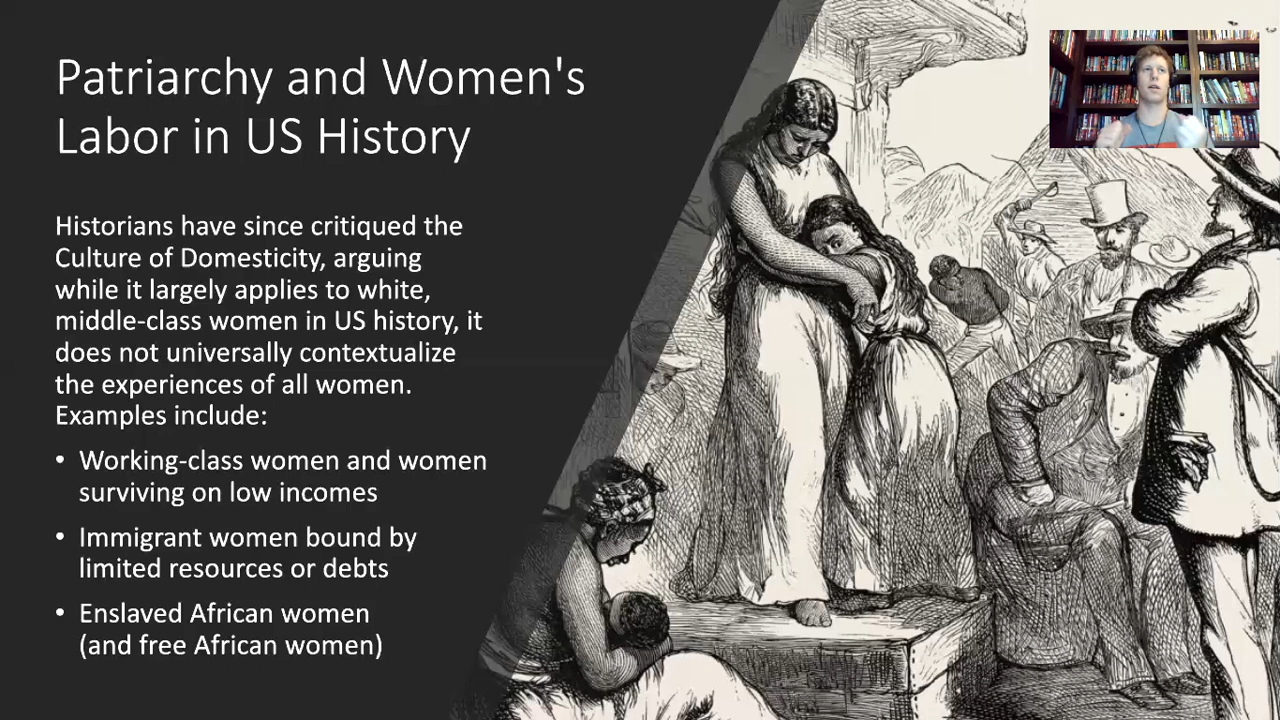 Patriarchy and Women's
Labor in US History
Historians have since critiqued the
Culture of Domesticity, arguing
while it largely applies to white,
middle-class women in US history, it
does not universally contextualize
the experiences of all women.
Examples include:
• Working-class women and women
surviving on low incomes
• Immigrant women bound by
limited resources or debts
• Enslaved African women
(and free African women)